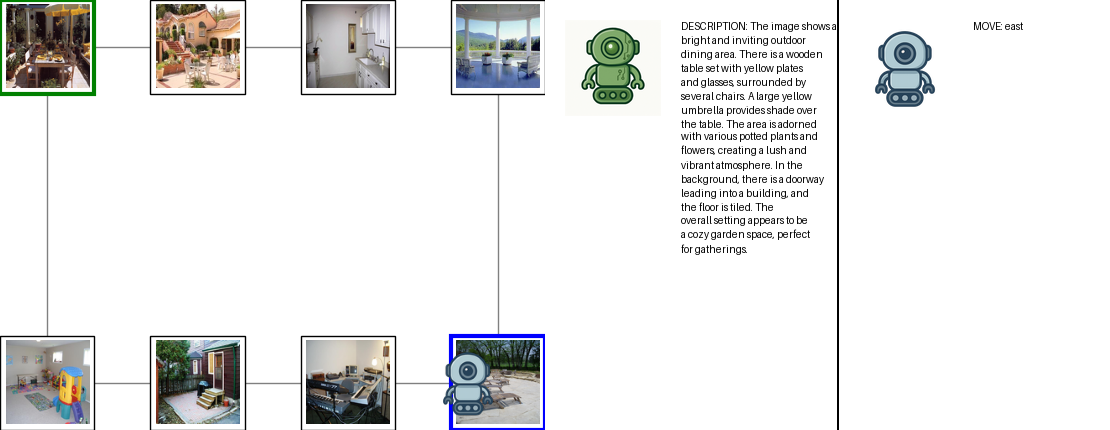 DESCRIPTION: The image shows a
bright and inviting outdoor
dining area. There is a wooden
table set with yellow plates
and glasses, surrounded by
several chairs. A large yellow
umbrella provides shade over
the table. The area is adorned
with various potted plants and
flowers, creating a lush and
vibrant atmosphere. In the
background, there is a doorway
leading into a building, and
the floor is tiled. The
overall setting appears to be
a cozy garden space, perfect
for gatherings.
MOVE: east